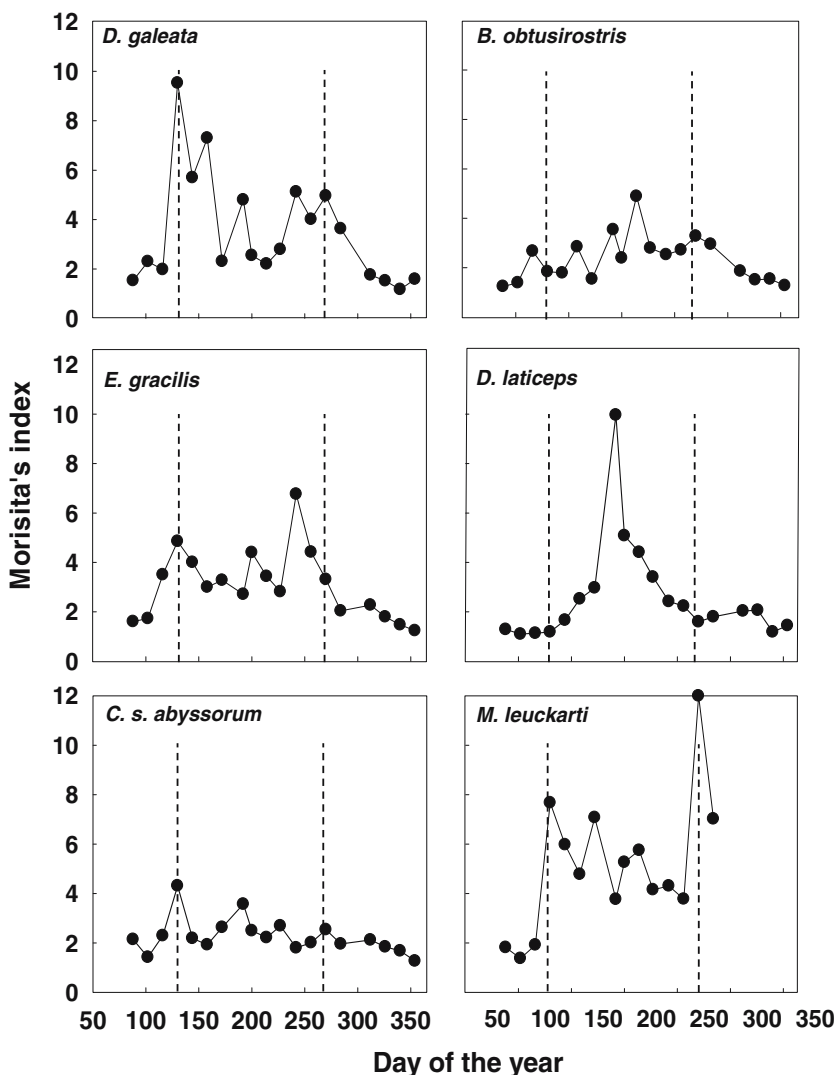 12
10
8
6
4
2
0
D. galeata
B. obtusirostris
12
10
8
6
4
2
0
E. gracilis
D. laticeps
Morisita's index
12
10
8
6
4
2
0
C. s. abyssorum
M. leuckarti
50 100 150 200 250 300 350
50 100 150 200 250 300 350
Day of the year